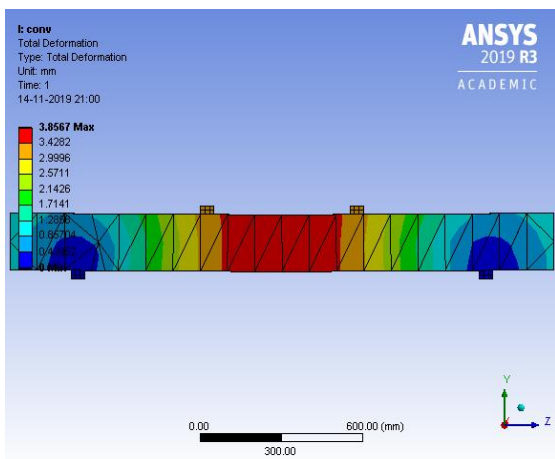 I: conv
Total Deformation
Type: Total Deformation
Unit: mm
Time: 1
14-11-2019 21:00
ANSYS
2019 R3
ACADEMIC
3.8567 Max
3.4282
2.9996
2.5711
2.1426
1.7141
0.00
600.00 (mm)
300.00
Y
Z